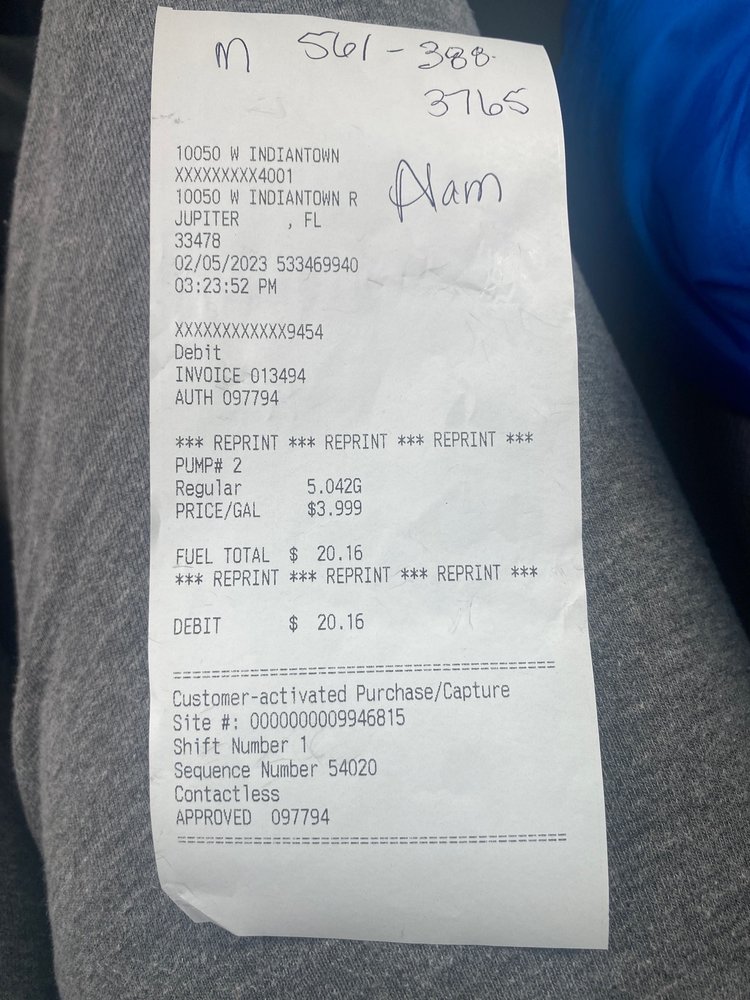 M 561-388-
3765
10050 W INDIANTOWN
XXXXXXXXX4001
10050 W INDIANTOWN R
Nam
JUPITER , FL
33478
02/05/2023 533469940
03:23:52 PM
XXXXXXXXXXXX9454
Debit
INVOICE 013494
AUTH 097794
*** REPRINT *** REPRINT *** REPRINT ***
PUMP# 2
Regular 5.042G
PRICE/GAL $3.999
FUEL TOTAL $ 20.16
*** REPRINT *** REPRINT *** REPRINT ***
DEBIT $ 20.16
========================================
Customer-activated Purchase/Capture
Site #: 0000000009946815
Shift Number 1
Sequence Number 54020
Contactless
APPROVED 097794
========================================